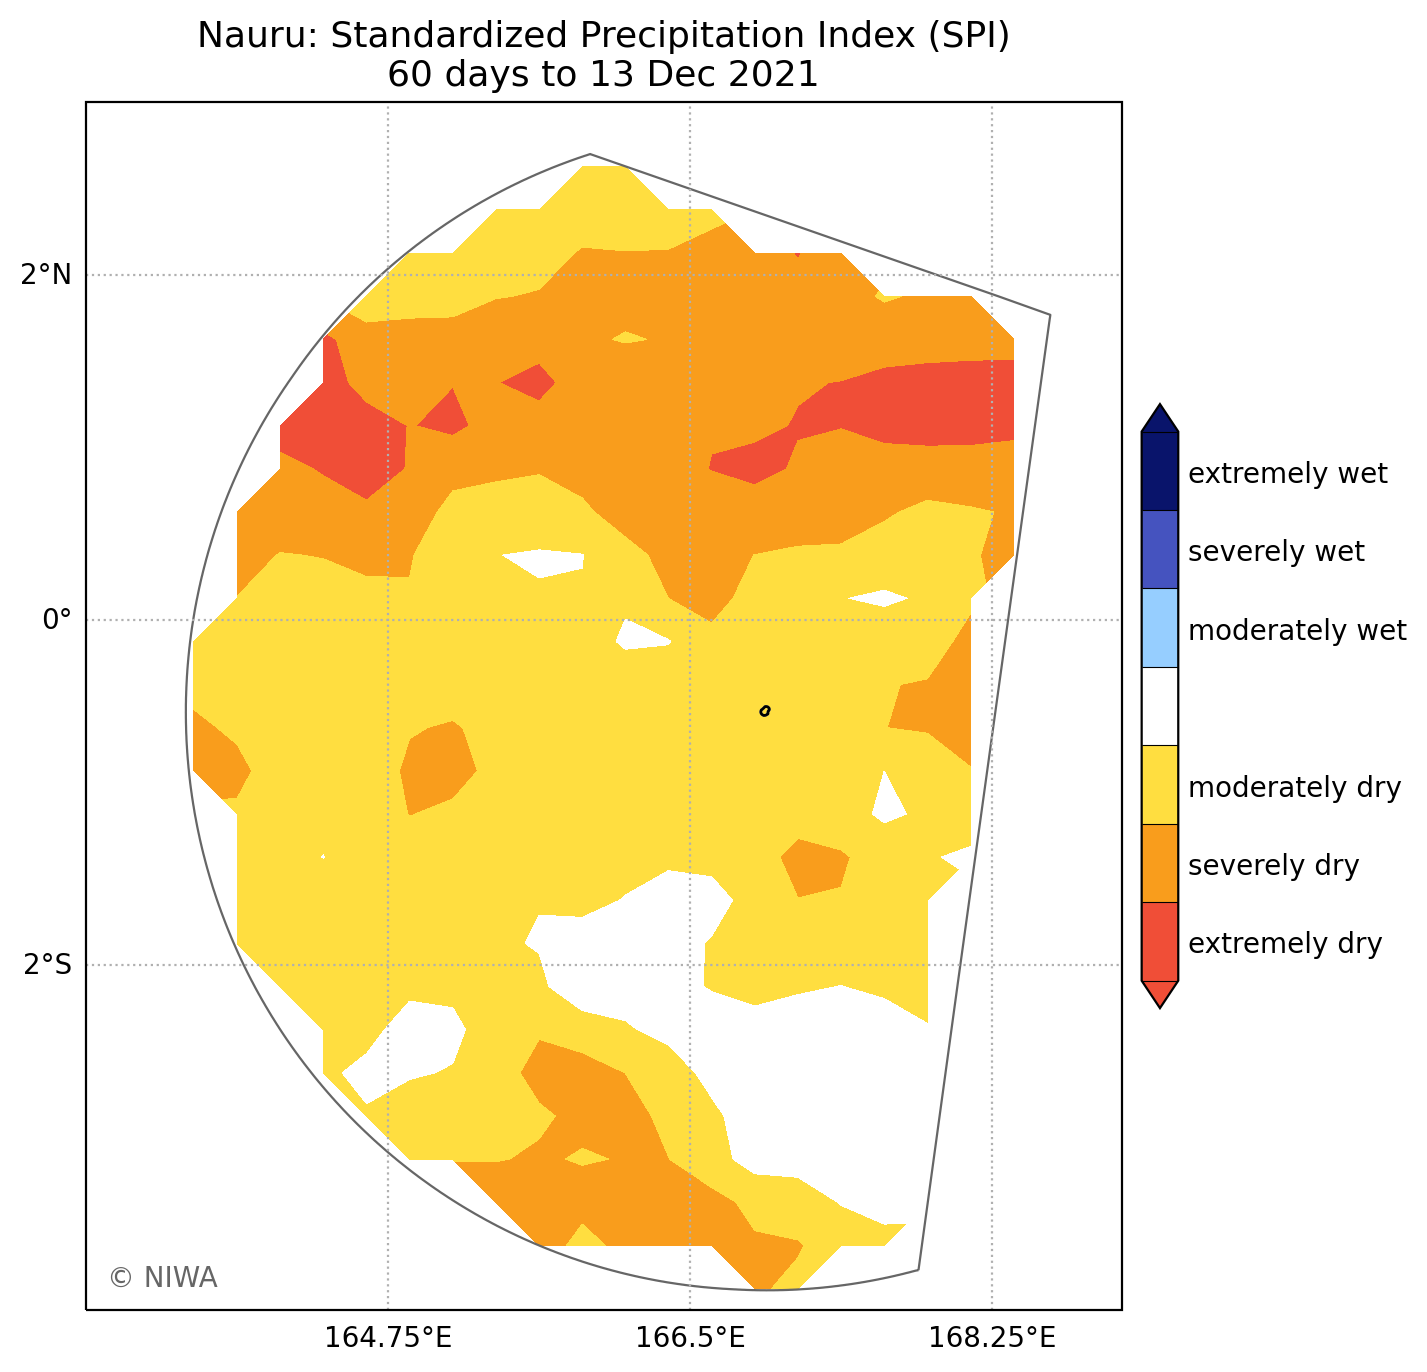 Nauru: Standardized Precipitation Index (SPI)
60 days to 13 Dec 2021
2°N
0°
2°S
164.75°E
166.5°E
168.25°E
extremely wet
severely wet
moderately wet
moderately dry
severely dry
extremely dry
© NIWA